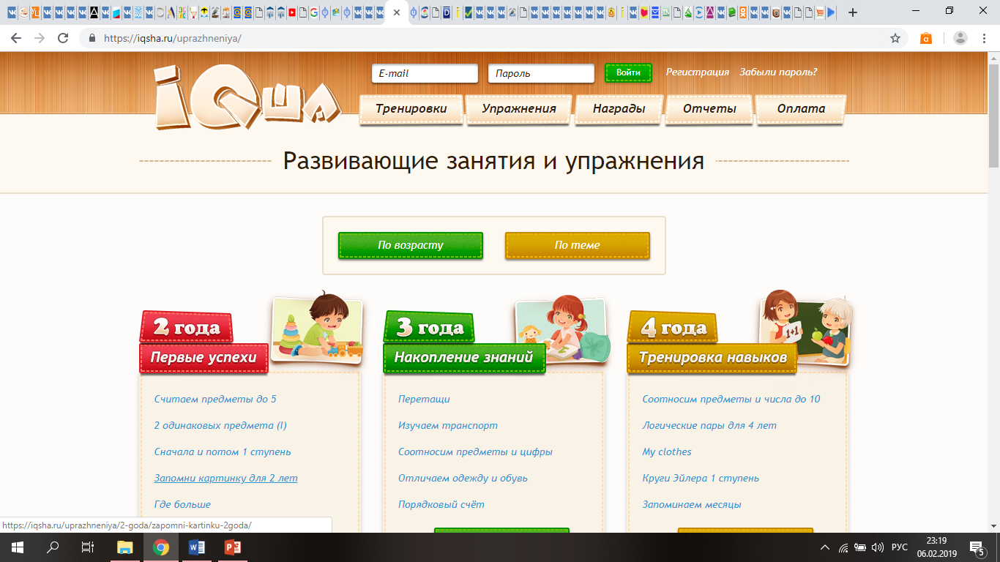 https://iqsha.ru/uprazhneniya/
iQша
E-mail
Пароль
Войти
Регистрация
Забыли пароль?
Тренировки
Упражнения
Награды
Отчеты
Оплата
Развивающие занятия и упражнения
По возрасту
По теме
2 года
Первые успехи
Считаем предметы до 5
2 одинаковых предмета (I)
Сначала и потом 1 ступень
Запомни картинку для 2 лет
Где больше
3 года
Накопление знаний
Перетащи
Изучаем транспорт
Соотносим предметы и цифры
Отличаем одежду и обувь
Порядковый счёт
4 года
Тренировка навыков
1+1
Соотносим предметы и числа до 10
Логические пары для 4 лет
My clothes
Круги Эйлера 1 ступень
Запоминаем месяцы
https://iqsha.ru/uprazhneniya/2-goda/zapomni-kartinku-2goda/
РУС
23:19
06.02.2019
5